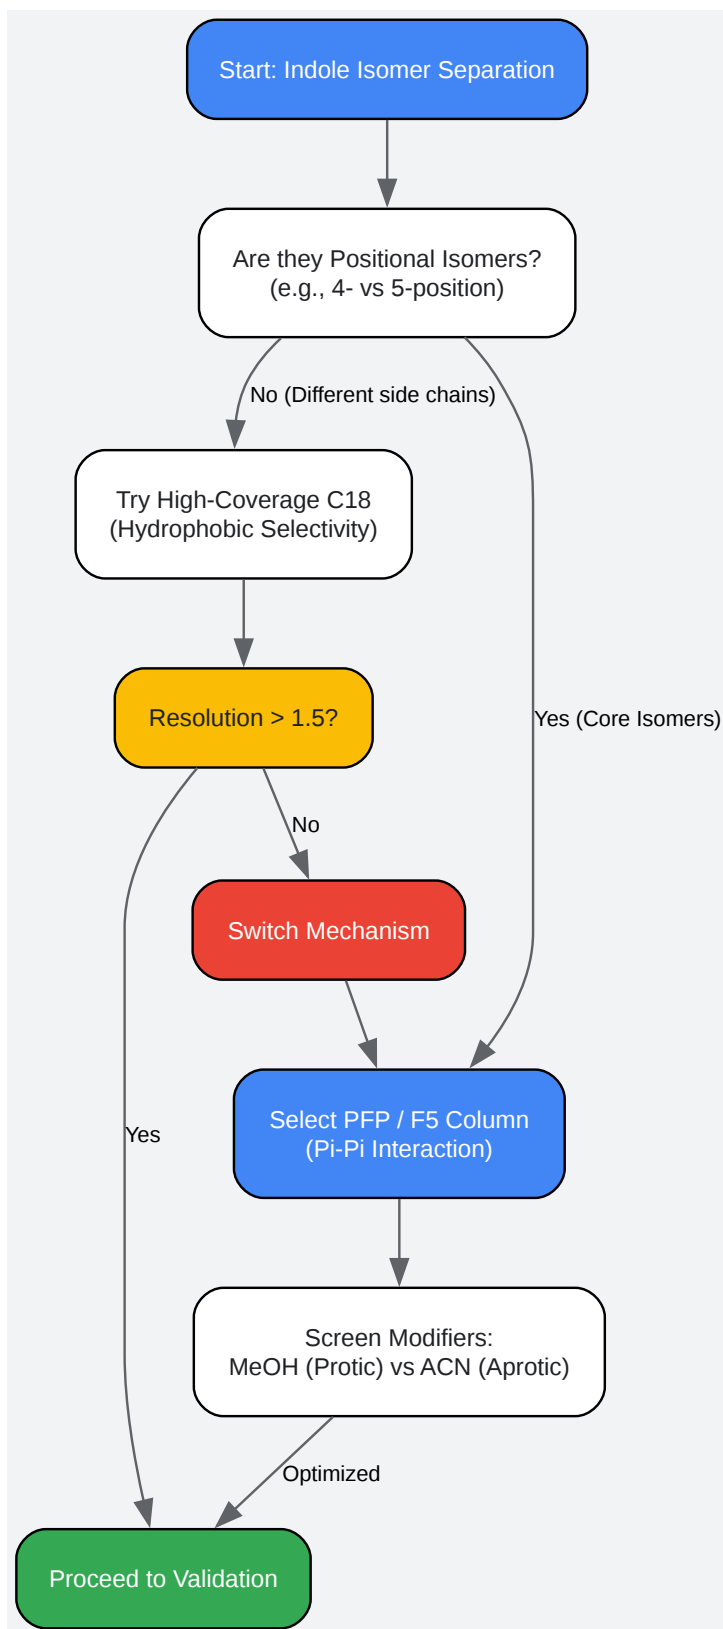 Start: Indole Isomer Separation
Are they Positional Isomers?
(e.g., 4- vs 5-position)
No (Different side chains)
Try High-Coverage C18
(Hydrophobic Selectivity)
Resolution > 1.5?
Yes (Core Isomers)
No
Switch Mechanism
Select PFP / F5 Column
(Pi-Pi Interaction)
Yes
Screen Modifiers:
MeOH (Protic) vs ACN (Aprotic)
Optimized
Proceed to Validation